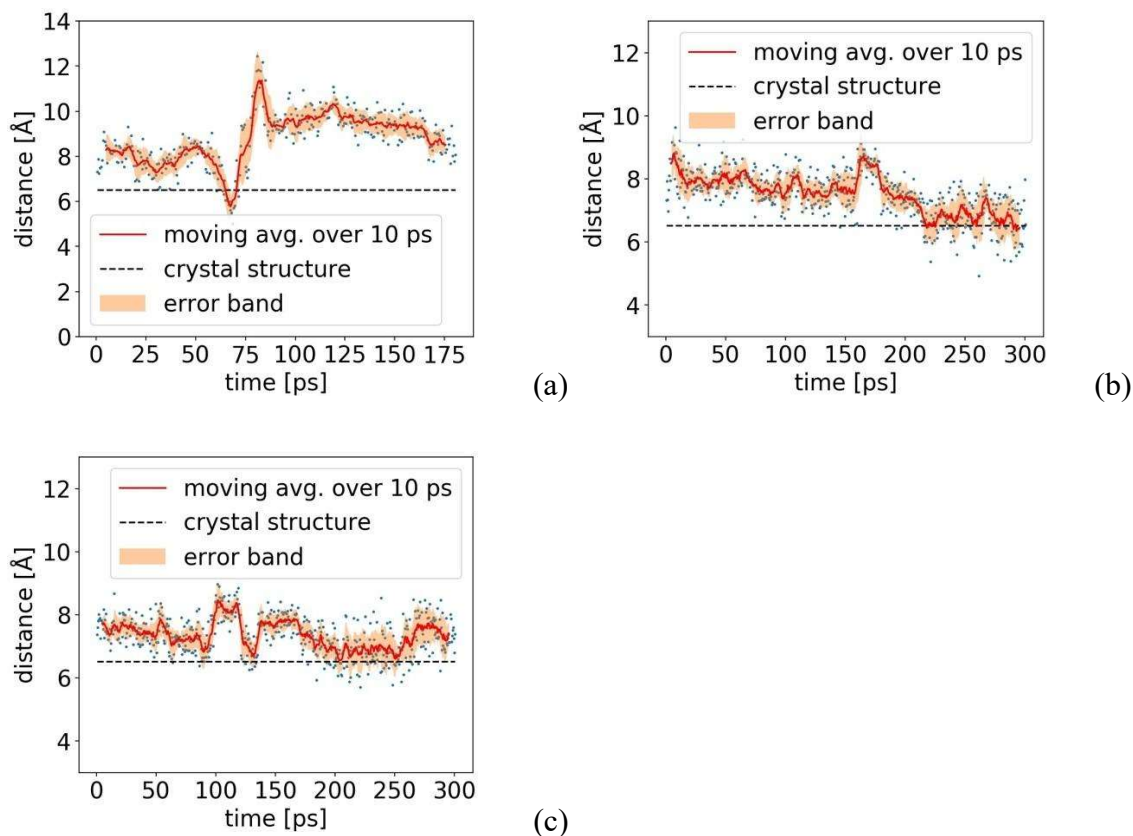 14
12
10
8
6
4
2
0
distance [Å]
moving avg. over 10 ps
crystal structure
error band
0 25 50 75 100 125 150 175
time [ps]
(a)
12
10
8
6
4
distance [Å]
moving avg. over 10 ps
crystal structure
error band
0 50 100 150 200 250 300
time [ps]
(b)
12
10
8
6
4
distance [Å]
moving avg. over 10 ps
crystal structure
error band
0 50 100 150 200 250 300
time [ps]
(c)